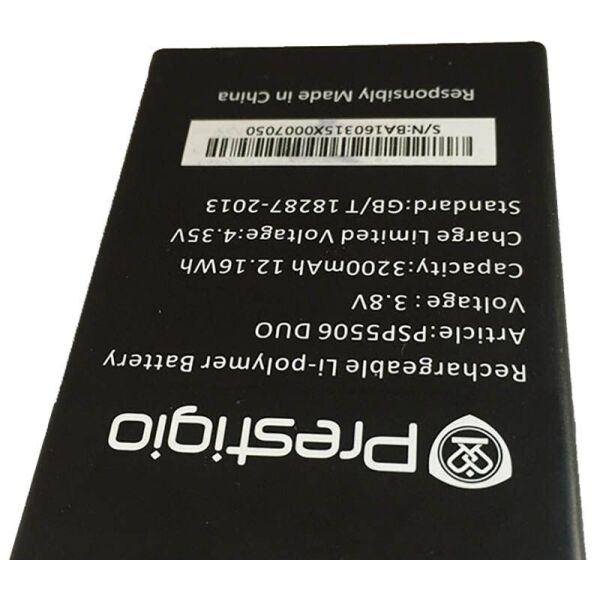 Prestigio
Rechargeable Li-polymer Battery
Article:PSP5506 DUO
Voltage : 3.8V
Capacity:3200mAh 12.16Wh
Charge Limited Voltage:4.35V
Standard:GB/T 18287-2013
S/N:BA160315X0007050
Responsibly Made in China